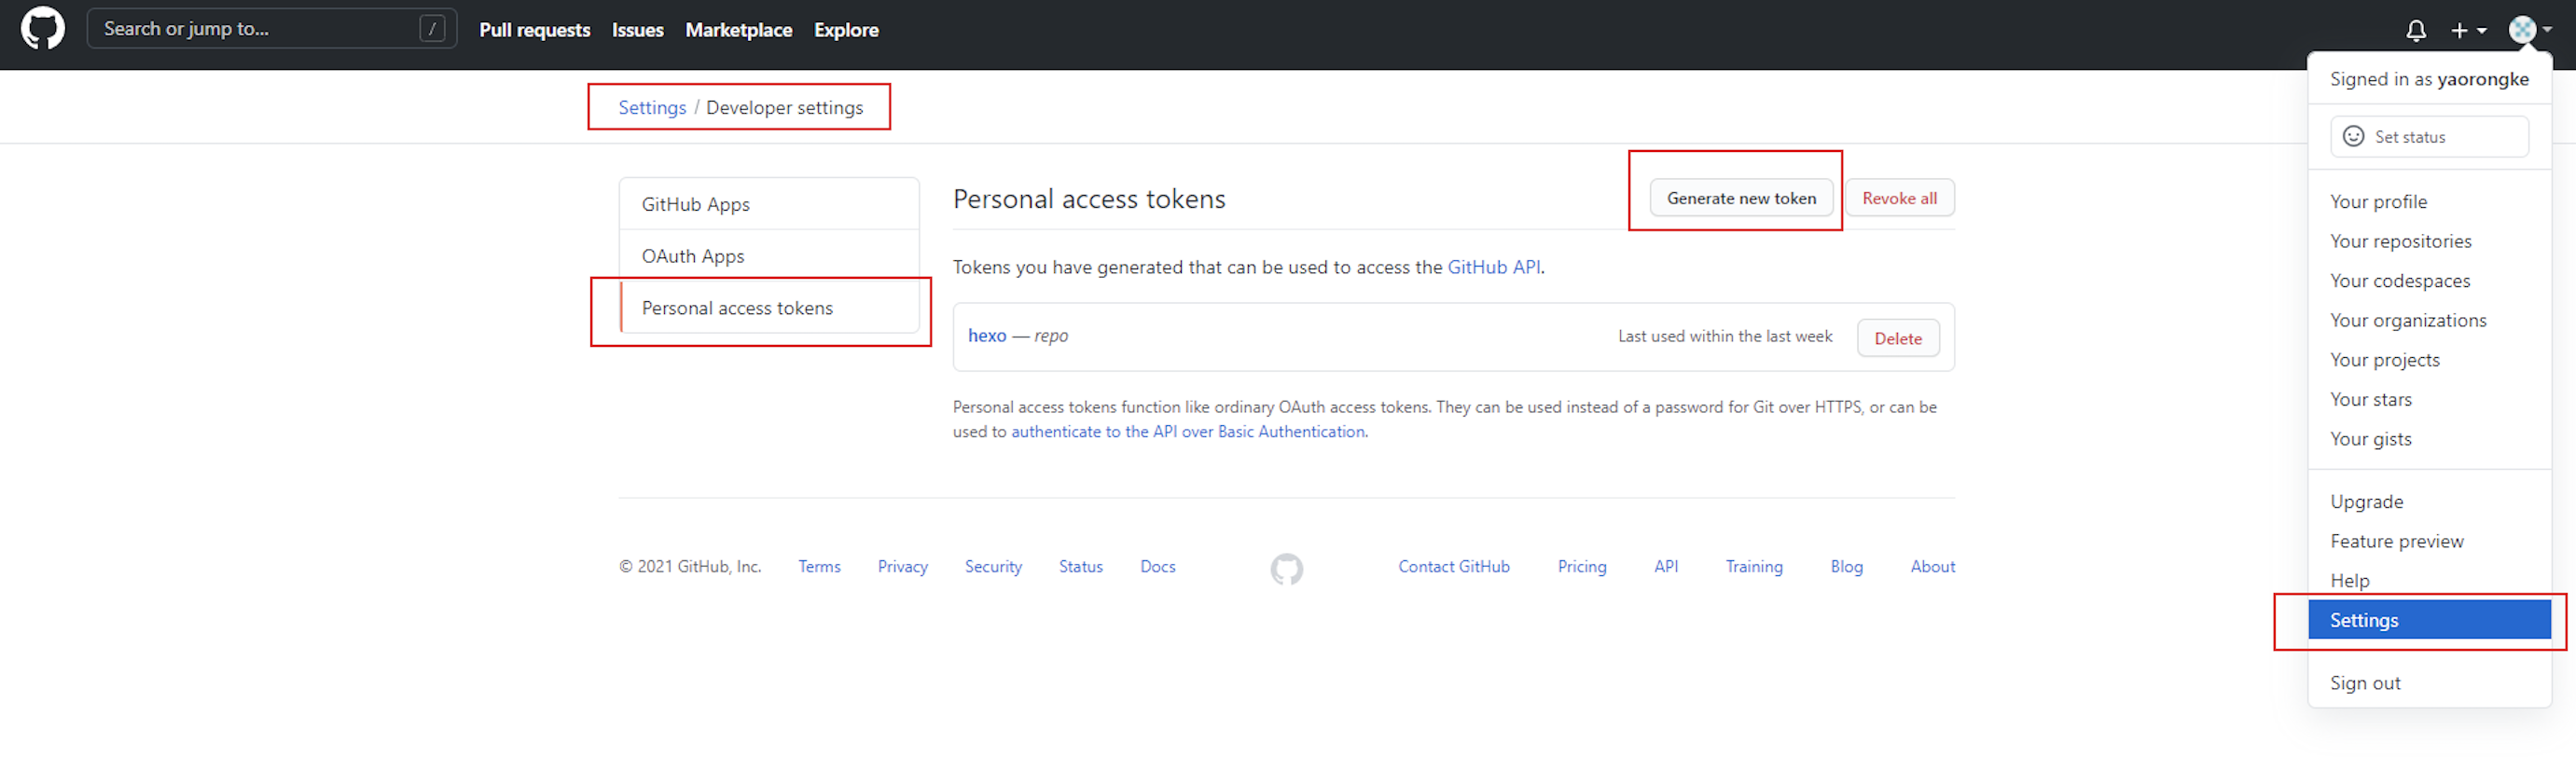 Search or jump to... / Pull requests Issues Marketplace Explore
Signed in as yaorongke
Set status
Your profile
Your repositories
Your codespaces
Your organizations
Your projects
Your stars
Your gists
Upgrade
Feature preview
Help
Settings
Sign out
Settings / Developer settings
GitHub Apps
OAuth Apps
Personal access tokens
Personal access tokens
Generate new token Revoke all
Tokens you have generated that can be used to access the GitHub API.
hexo — repo Last used within the last week Delete
Personal access tokens function like ordinary OAuth access tokens. They can be used instead of a password for Git over HTTPS, or can be
used to authenticate to the API over Basic Authentication.
© 2021 GitHub, Inc. Terms Privacy Security Status Docs Contact GitHub Pricing API Training Blog About